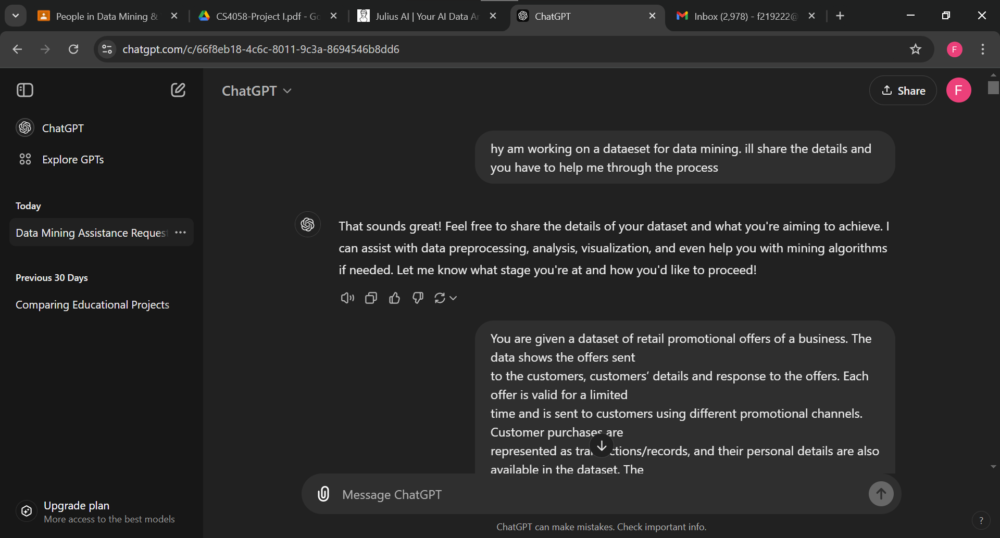 People in Data Mining &
CS4058-Project I.pdf - Go
Julius AI | Your AI Data Ar
ChatGPT
Inbox (2,978) - f219222@
chatgpt.com/c/66f8eb18-4c6c-8011-9c3a-8694546b8dd6
F
ChatGPT
Share
F
ChatGPT
Explore GPTs
Today
Data Mining Assistance Request
Previous 30 Days
Comparing Educational Projects
Upgrade plan
More access to the best models
hy am working on a dataeset for data mining. ill share the details and
you have to help me through the process
That sounds great! Feel free to share the details of your dataset and what you're aiming to achieve. I
can assist with data preprocessing, analysis, visualization, and even help you with mining algorithms
if needed. Let me know what stage you're at and how you'd like to proceed!
You are given a dataset of retail promotional offers of a business. The
data shows the offers sent
to the customers, customers’ details and response to the offers. Each
offer is valid for a limited
time and is sent to customers using different promotional channels.
Customer purchases are
represented as transactions/records, and their personal details are also
available in the dataset. The
Message ChatGPT
ChatGPT can make mistakes. Check important info.
?